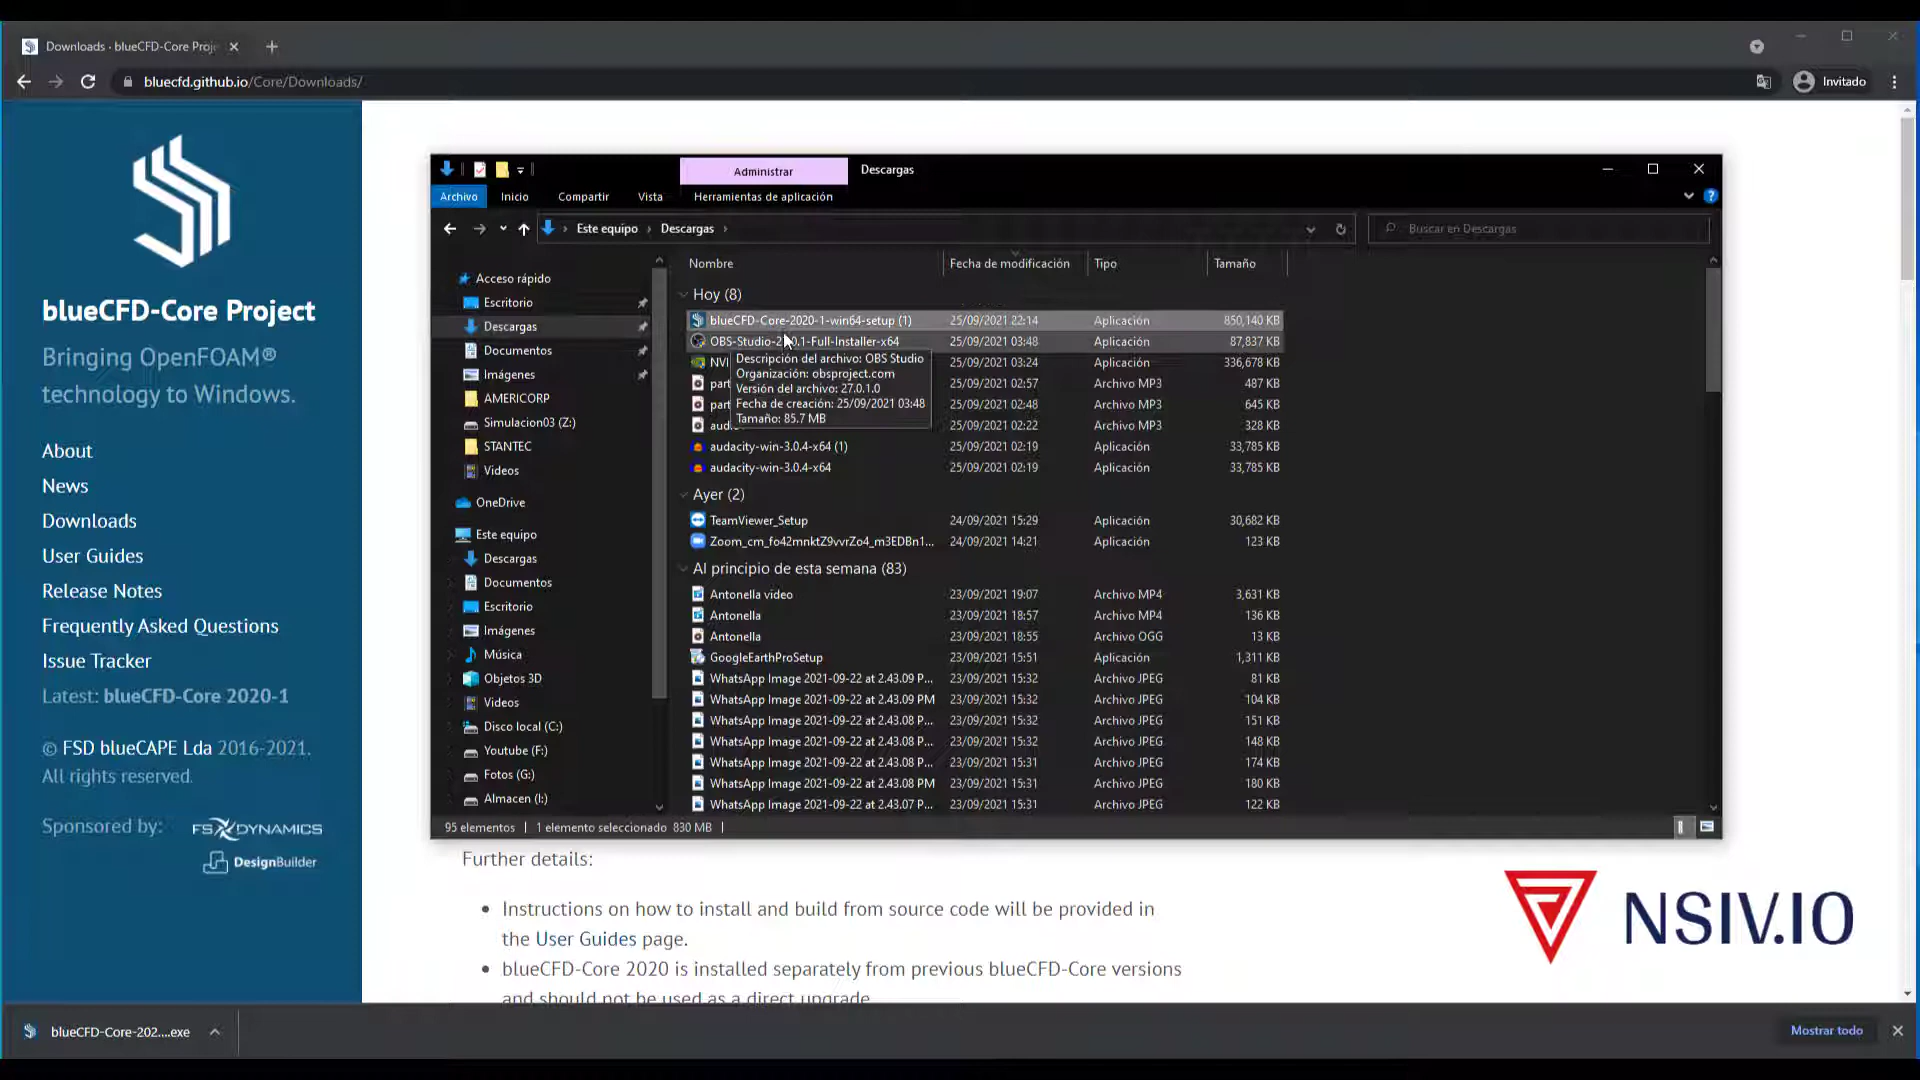 Downloads · blueCFD-Core Proj
bluecfd.github.io/Core/Downloads/
Invitado
blueCFD-Core Project
Bringing OpenFOAM®
technology to Windows.
About
News
Downloads
User Guides
Release Notes
Frequently Asked Questions
Issue Tracker
Latest: blueCFD-Core 2020-1
© FSD blueCAPE Lda 2016-2021.
All rights reserved.
Sponsored by: FS DYNAMICS
DesignBuilder
Administrar
Descargas
Archivo Inicio Compartir Vista Herramientas de aplicación
Este equipo › Descargas ›
Buscar en Descargas
Acceso rápido
Escritorio
Descargas
Documentos
Imágenes
AMERICORP
Simulacion03 (Z:)
STANTEC
Videos
OneDrive
Este equipo
Descargas
Documentos
Escritorio
Imágenes
Música
Objetos 3D
Videos
Disco local (C:)
Youtube (F:)
Fotos (G:)
Almacen (I:)
Nombre Fecha de modificación Tipo Tamaño
Hoy (8)
blueCFD-Core-2020-1-win64-setup (1) 25/09/2021 22:14 Aplicación 850,140 KB
OBS-Studio-2 0.1-Full-Installer-x64 25/09/2021 03:48 Aplicación 87,837 KB
NVI 25/09/2021 03:24 Aplicación 336,678 KB
part 25/09/2021 02:57 Archivo MP3 487 KB
part 25/09/2021 02:48 Archivo MP3 645 KB
audi 25/09/2021 02:22 Archivo MP3 328 KB
Descripción del archivo: OBS Studio
Organización: obsproject.com
Versión del archivo: 27.0.1.0
Fecha de creación: 25/09/2021 03:48
Tamaño: 85.7 MB
audacity-win-3.0.4-x64 (1) 25/09/2021 02:19 Aplicación 33,785 KB
audacity-win-3.0.4-x64 25/09/2021 02:19 Aplicación 33,785 KB
Ayer (2)
TeamViewer_Setup 24/09/2021 15:29 Aplicación 30,682 KB
Zoom_cm_fo42mnktZ9vvrZo4_m3EDBn1... 24/09/2021 14:21 Aplicación 123 KB
Al principio de esta semana (83)
Antonella video 23/09/2021 19:07 Archivo MP4 3,631 KB
Antonella 23/09/2021 18:57 Archivo MP4 136 KB
Antonella 23/09/2021 18:55 Archivo OGG 13 KB
GoogleEarthProSetup 23/09/2021 15:51 Aplicación 1,311 KB
WhatsApp Image 2021-09-22 at 2.43.09 P... 23/09/2021 15:32 Archivo JPEG 81 KB
WhatsApp Image 2021-09-22 at 2.43.09 PM 23/09/2021 15:32 Archivo JPEG 104 KB
WhatsApp Image 2021-09-22 at 2.43.08 P... 23/09/2021 15:32 Archivo JPEG 151 KB
WhatsApp Image 2021-09-22 at 2.43.08 P... 23/09/2021 15:32 Archivo JPEG 148 KB
WhatsApp Image 2021-09-22 at 2.43.08 P... 23/09/2021 15:31 Archivo JPEG 174 KB
WhatsApp Image 2021-09-22 at 2.43.08 PM 23/09/2021 15:31 Archivo JPEG 180 KB
WhatsApp Image 2021-09-22 at 2.43.07 P... 23/09/2021 15:31 Archivo JPEG 122 KB
95 elementos 1 elemento seleccionado 830 MB
Further details:
• Instructions on how to install and build from source code will be provided in
the User Guides page.
• blueCFD-Core 2020 is installed separately from previous blueCFD-Core versions
and should not be used as a direct upgrade
NSIV.IO
blueCFD-Core-202....exe
Mostrar todo